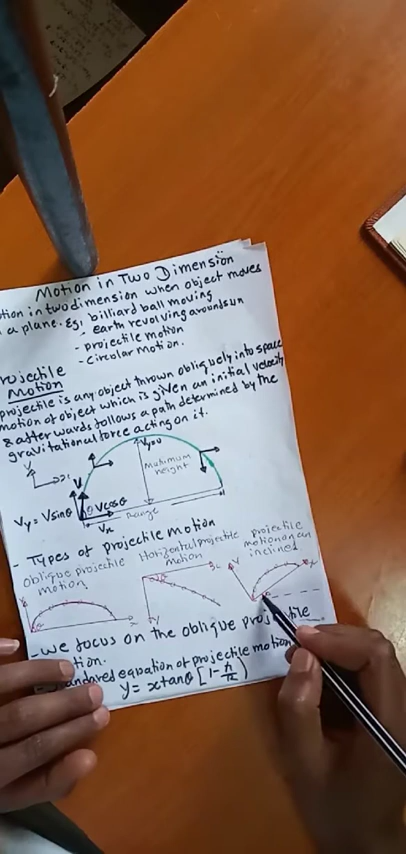 Motion in Two Dimension
tion in two dimension when object moves
n a plane. Eg, billiard ball moving
- earth revolving around sun
- projectile motion
- circular motion.
rojectile
Motion
projectile is any object thrown obliquely into space
motion of object which is given an initial velocity
& afterwards follows a path determined by the
gravitational force acting on it.
Vy=0
Maximum
height
V
Vy = Vsinθ
θ
Vcosθ
Vx
Range
- Types of projectile motion
oblique projectile
motion
Horizontal projectile
motion
projectile
motion on an
inclined
- we focus on the oblique projectile
tion.
andared equation of projectile motion
y = x tanθ [1 -